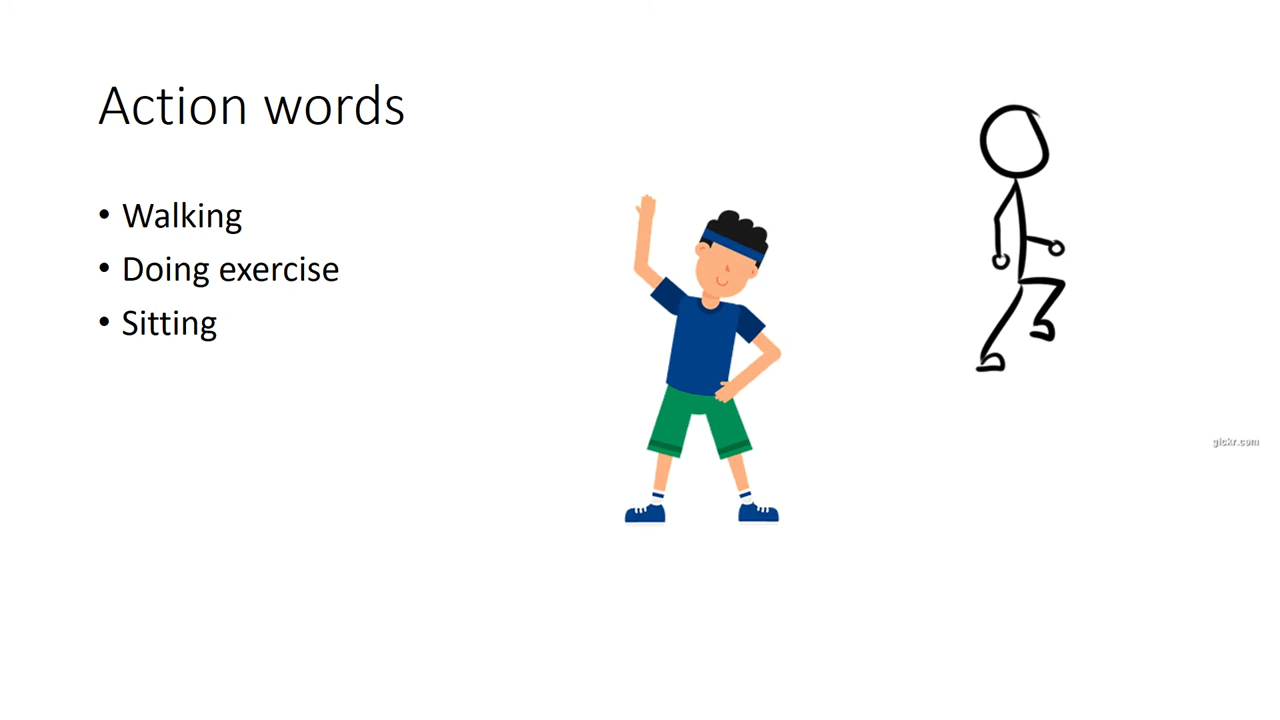 Action words
• Walking
• Doing exercise
• Sitting
gickr.com